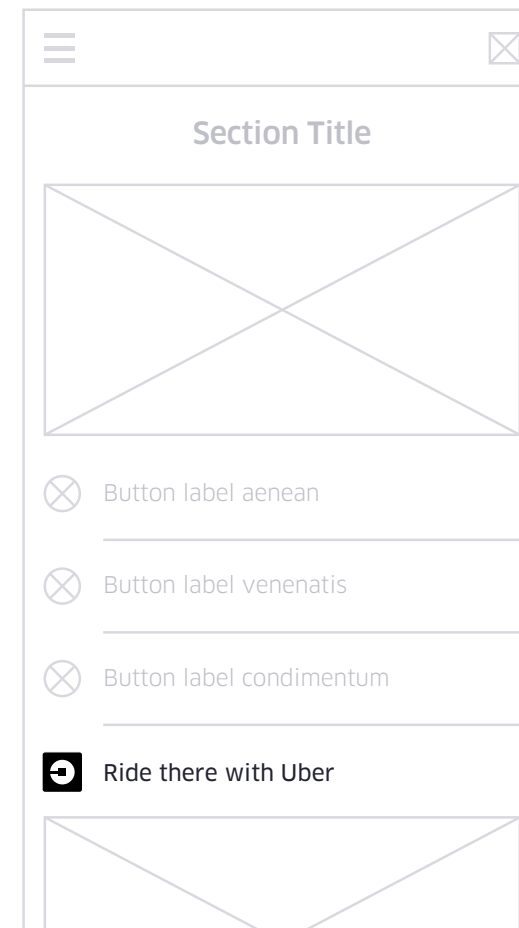 Section Title
Button label aenean
Button label venenatis
Button label condimentum
Ride there with Uber